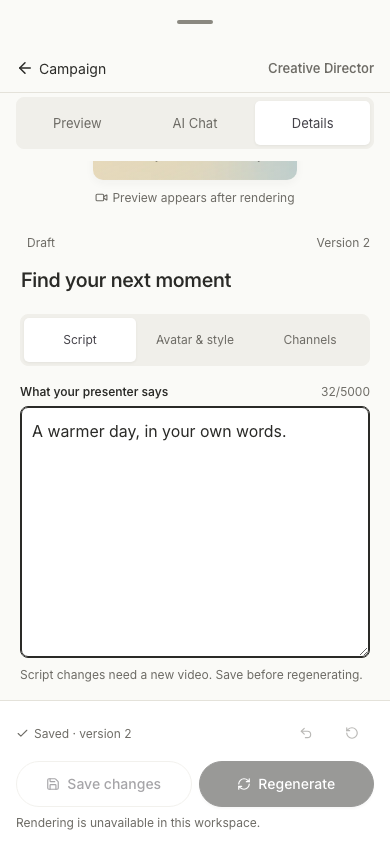 Campaign
Creative Director
Preview
AI Chat
Details
Preview appears after rendering
Draft
Version 2
Find your next moment
Script
Avatar & style
Channels
What your presenter says
32/5000
A warmer day, in your own words.
Script changes need a new video. Save before regenerating.
Saved · version 2
Save changes
Regenerate
Rendering is unavailable in this workspace.